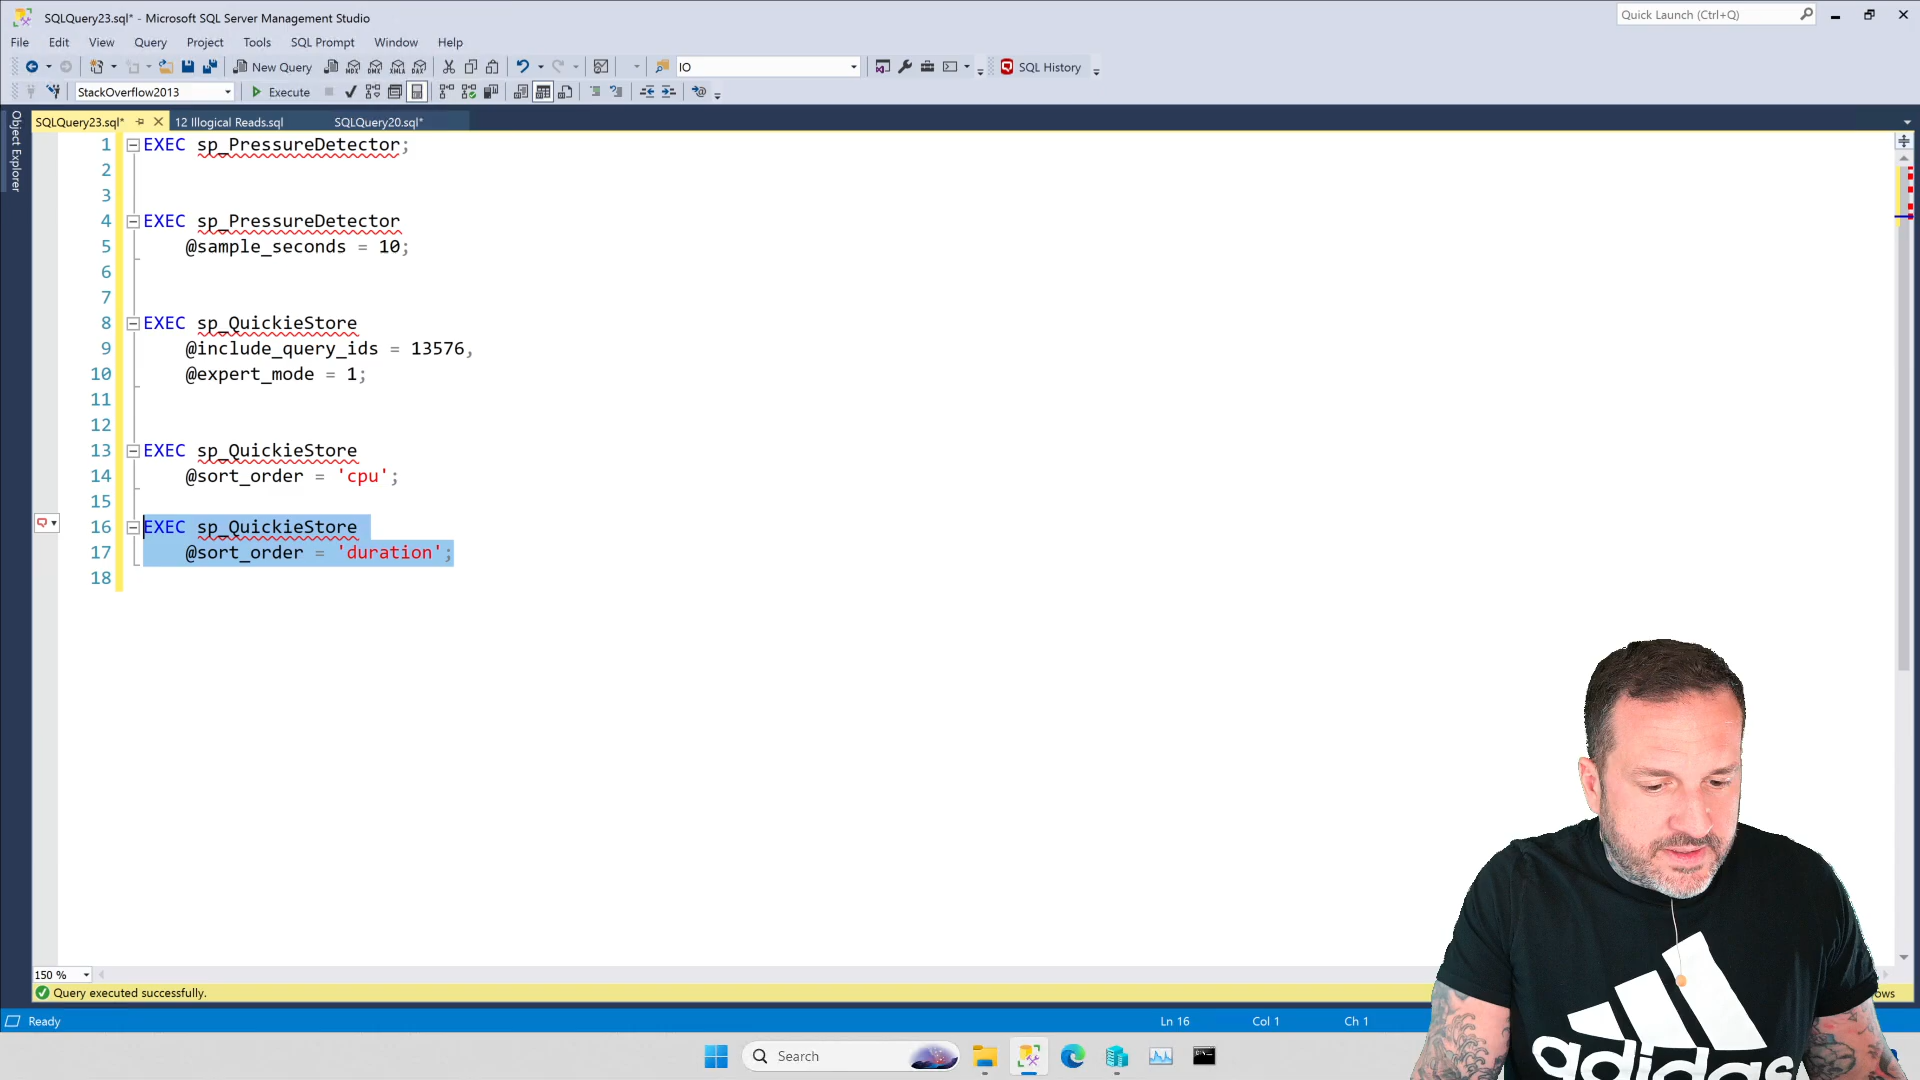 SQLQuery23.sql* - Microsoft SQL Server Management Studio
Quick Launch (Ctrl+Q)
File Edit View Query Project Tools SQL Prompt Window Help
New Query MDX DMX XMLA DAX IO SQL History
StackOverflow2013 Execute
SQLQuery23.sql* 12 Illogical Reads.sql SQLQuery20.sql*
Object Explorer
1 EXEC sp_PressureDetector;
2
3
4 EXEC sp_PressureDetector
5 @sample_seconds = 10;
6
7
8 EXEC sp_QuickieStore
9 @include_query_ids = 13576,
10 @expert_mode = 1;
11
12
13 EXEC sp_QuickieStore
14 @sort_order = 'cpu';
15
16 EXEC sp_QuickieStore
17 @sort_order = 'duration';
18
150 %
Query executed successfully.
Ready Ln 16 Col 1 Ch 1
Search
adidas